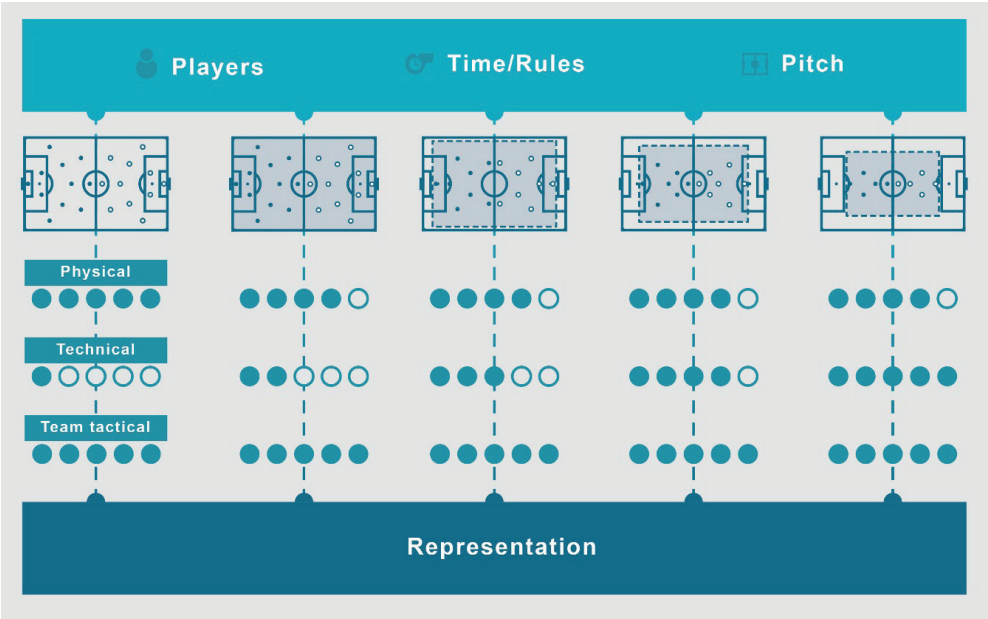 Players
Time/Rules
Pitch
Physical
Technical
Team tactical
Representation